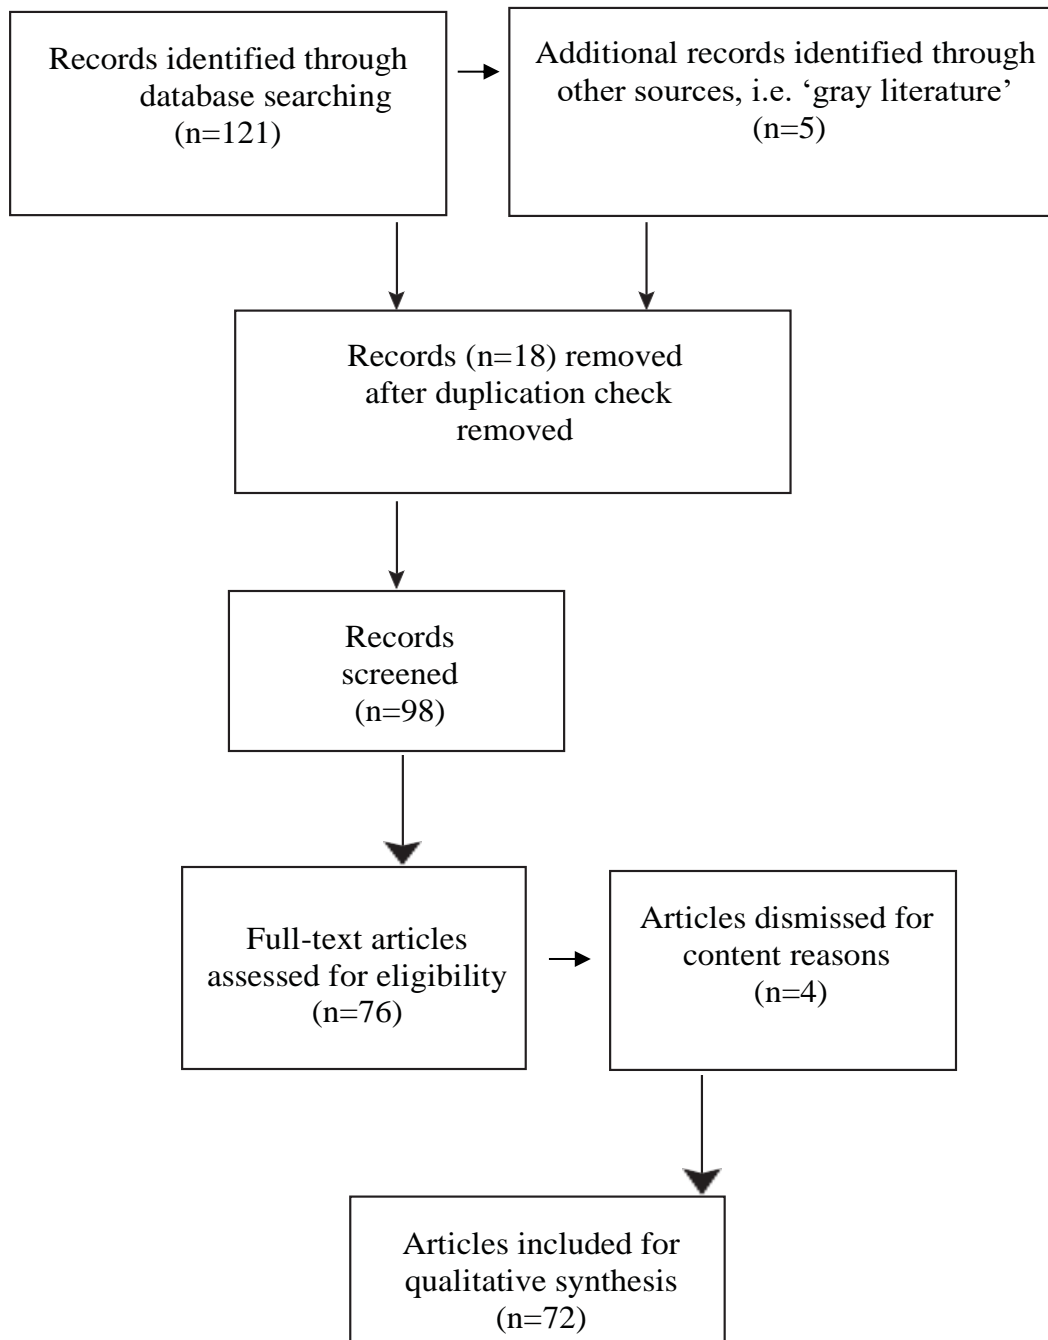 Records identified through
database searching
(n=121)
Additional records identified through
other sources, i.e. ‘gray literature’
(n=5)
Records (n=18) removed
after duplication check
removed
Records
screened
(n=98)
Full-text articles
assessed for eligibility
(n=76)
Articles dismissed for
content reasons
(n=4)
Articles included for
qualitative synthesis
(n=72)